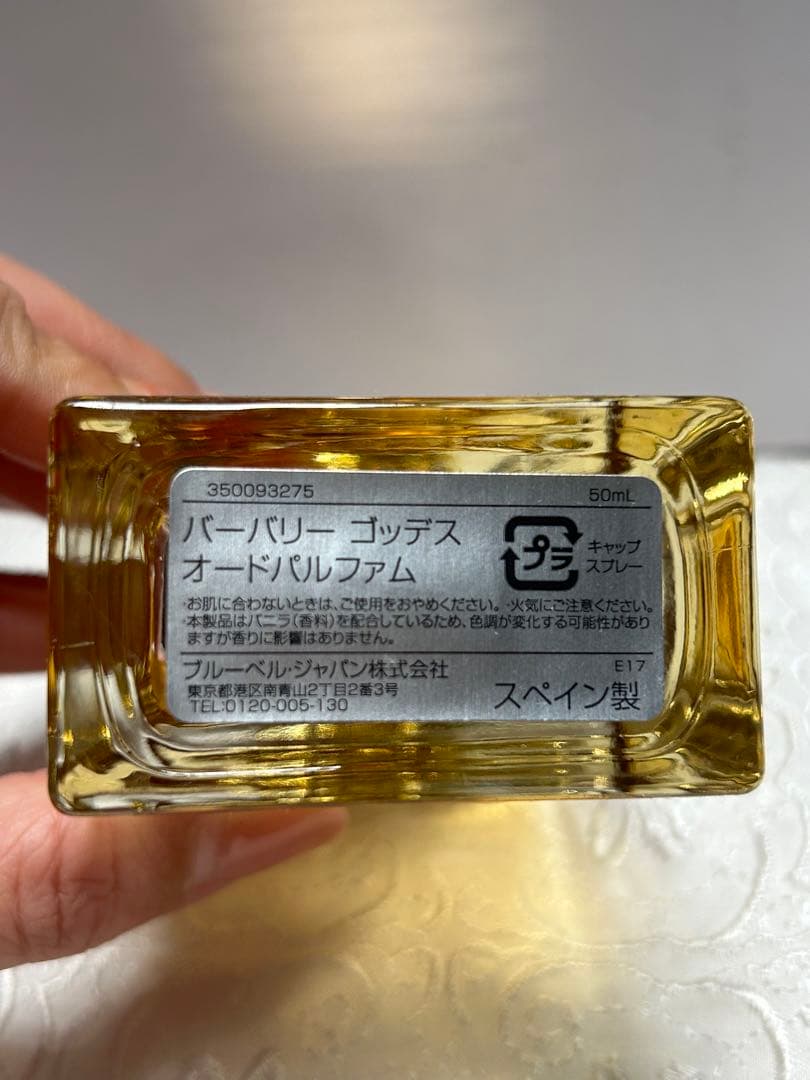 350093275 50mL
バーバリー ゴッデス
オードパルファム
プラ
キャップ
スプレー
・お肌に合わないときは、ご使用をおやめください。・火気にご注意ください。
・本製品はバニラ(香料)を配合しているため、色調が変化する可能性があり
ますが香りに影響はありません。
ブルーベル・ジャパン株式会社
東京都港区南青山2丁目2番3号
TEL:0120-005-130
E17
スペイン製